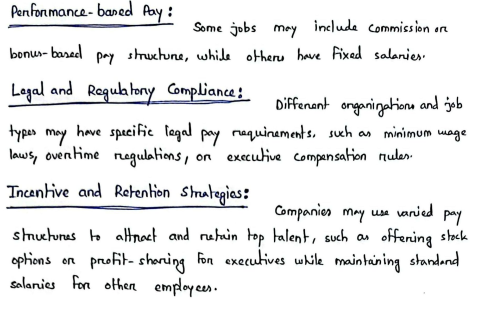 Performance-based Pay:
Some jobs may include commission or
bonus-based pay structure, while others have fixed salaries.
Legal and Regulatory Compliance:
Different organizations and job
types may have specific legal pay requirements, such as minimum wage
laws, overtime regulations, or executive compensation rules.
Incentive and Retention Strategies:
Companies may use varied pay
structures to attract and retain top talent, such as offering stock
options or profit-sharing for executives while maintaining standard
salaries for other employees.